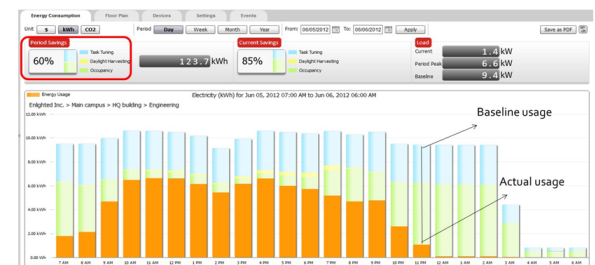 Energy Consumption Floor Plan Devices Settings Events
Unit $ kWh CO2 Period Day Week Month Year From: 06/05/2012 To: 06/06/2012 Apply Save as PDF
Period Savings
60%
Task Tuning
Daylight Harvesting
Occupancy
123.7 kWh
Current Savings
85%
Task Tuning
Daylight Harvesting
Occupancy
Load
Current 1.4 kW
Period Peak 6.6 kW
Baseline 9.4 kW
Energy Usage
Electricity (kWh) for Jun 05, 2012 07:00 AM to Jun 06, 2012 06:00 AM
Enlighted Inc. > Main campus > HQ building > Engineering
Baseline usage
Actual usage
12.00 kWh
10.00 kWh
8.00 kWh
6.00 kWh
4.00 kWh
2.00 kWh
0.00 kWh
7 AM 8 AM 9 AM 10 AM 11 AM 12 PM 1 PM 2 PM 3 PM 4 PM 5 PM 6 PM 7 PM 8 PM 9 PM 10 PM 11 PM 12 AM 1 AM 2 AM 3 AM 4 AM 5 AM 6 AM